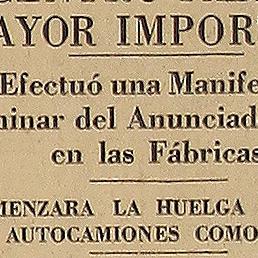 AYOR IMPOR
Efectuó una Manife
minar del Anunciad
en las Fábricas
MENZARA LA HUELGA
AUTOCAMIONES COMO